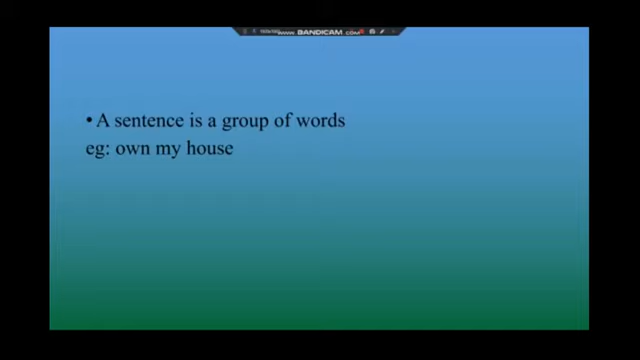 www.BANDICAM.COM
• A sentence is a group of words
eg: own my house